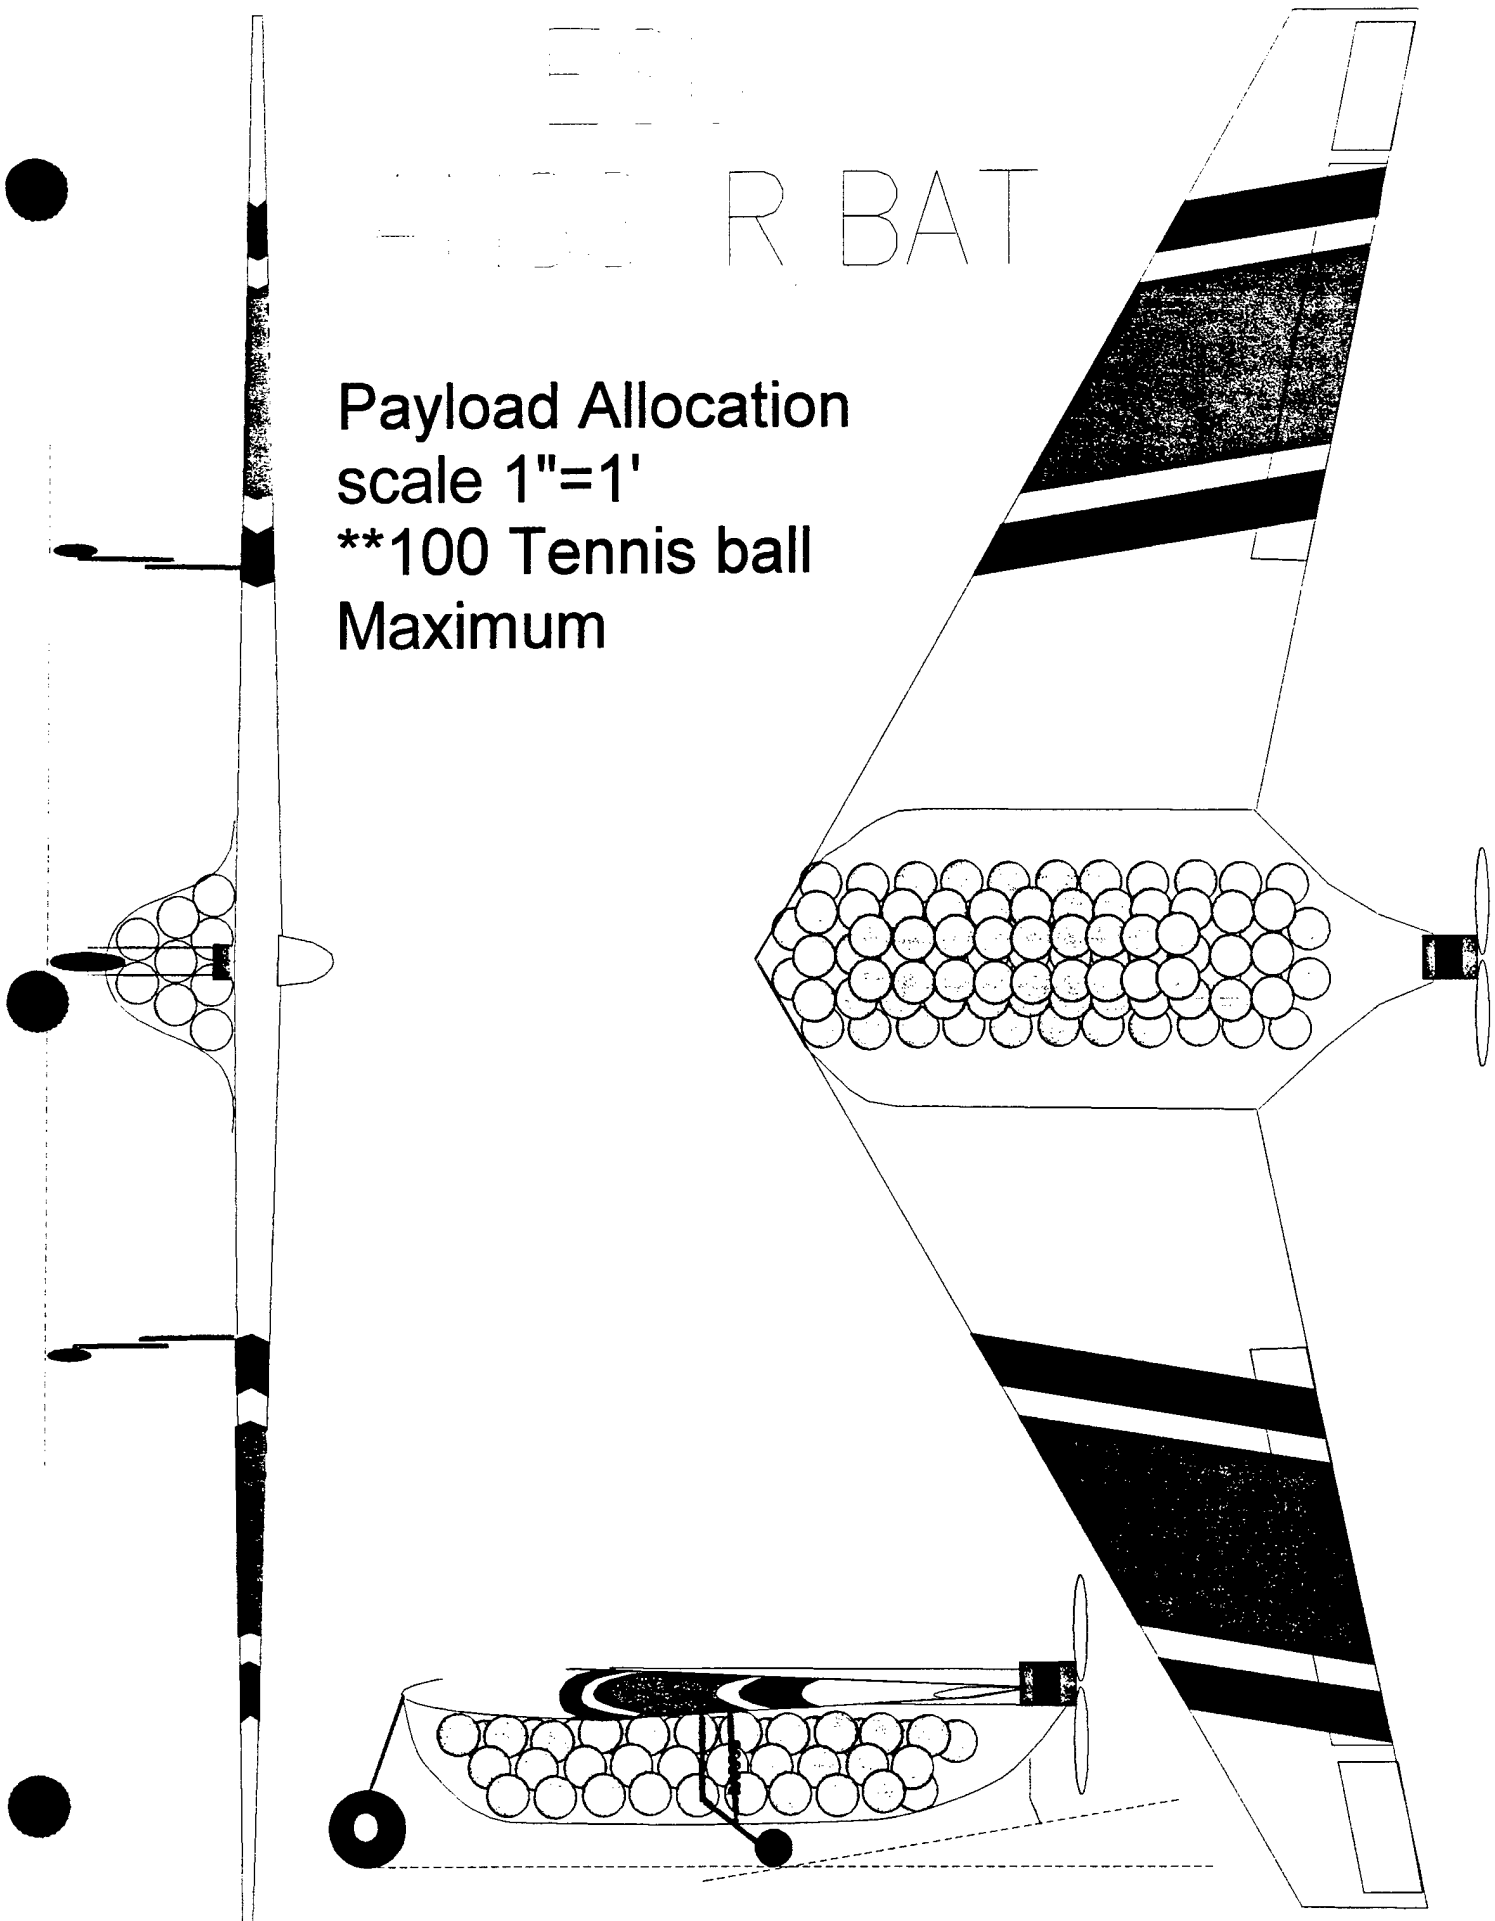 R BAT
Payload Allocation
scale 1"=1'
**100 Tennis ball
Maximum